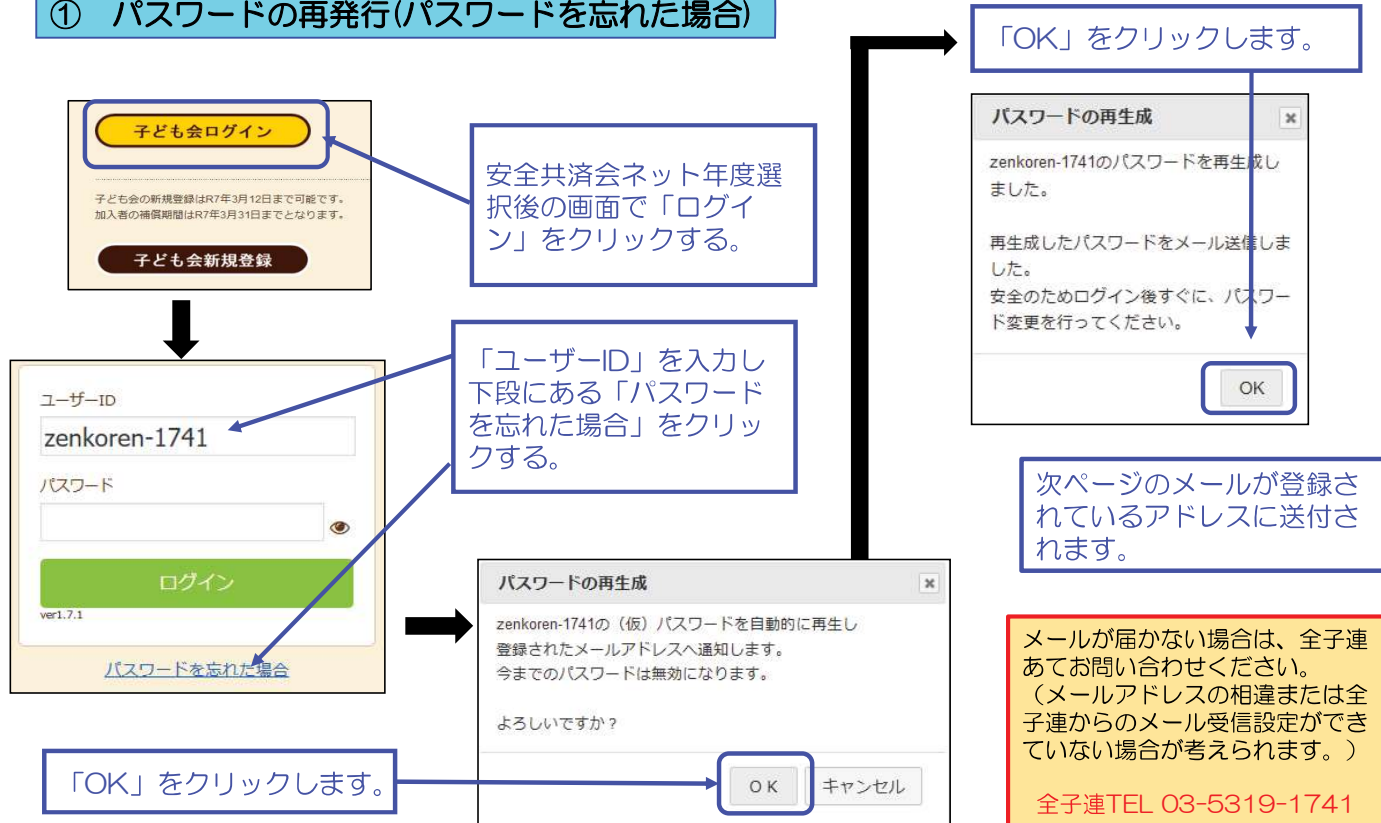 ① パスワードの再発行(パスワードを忘れた場合)
子ども会ログイン
子ども会の新規登録はR7年3月12日まで可能です。
加入者の補償期間はR7年3月31日までとなります。
子ども会新規登録
安全共済会ネット年度選
択後の画面で「ログイ
ン」をクリックする。
ユーザーID
zenkoren-1741
パスワード
ログイン
ver1.7.1
パスワードを忘れた場合
「ユーザーID」を入力し
下段にある「パスワード
を忘れた場合」をクリッ
クする。
パスワードの再生成
zenkoren-1741の（仮）パスワードを自動的に再生し
登録されたメールアドレスへ通知します。
今までのパスワードは無効になります。
よろしいですか？
OK
キャンセル
「OK」をクリックします。
「OK」をクリックします。
パスワードの再生成
zenkoren-1741のパスワードを再生成し
ました。
再生成したパスワードをメール送信しま
した。
安全のためログイン後すぐに、パスワー
ド変更を行ってください。
OK
次ページのメールが登録さ
れているアドレスに送付さ
れます。
メールが届かない場合は、全子連
あてお問い合わせください。
（メールアドレスの相違または全
子連からのメール受信設定ができ
ていない場合が考えられます。）
全子連TEL 03-5319-1741